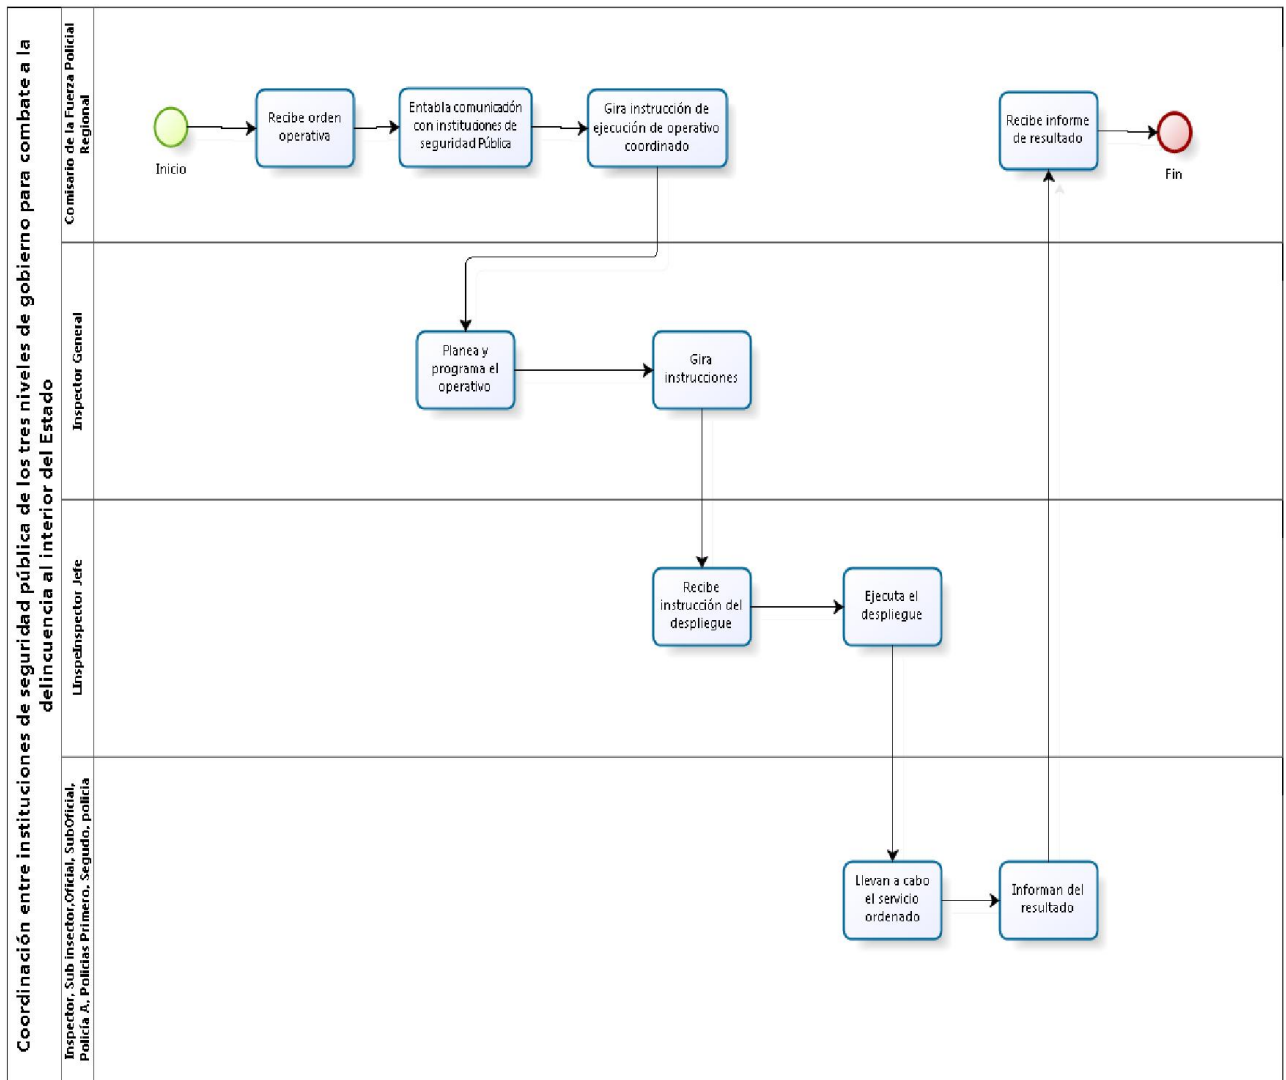 Coordinación entre instituciones de seguridad pública de los tres niveles de gobierno para combate a la
delincuencia al interior del Estado
Comisario de la Fuerza Policial
Regional
Inicio
Recibe orden
operativa
Entabla comunicación
con instituciones de
seguridad Pública
Gira instrucción de
ejecución de operativo
coordinado
Recibe informe
de resultado
Fin
Inspector General
Planea y
programa el
operativo
Gira
instrucciones
LInspeInspector Jefe
Recibe
instrucción del
despliegue
Ejecuta el
despliegue
Inspector, Sub insector,Oficial, SubOficial,
Policía A, Policias Primero, Segudo, policia
Llevan a cabo
el servicio
ordenado
Informan del
resultado